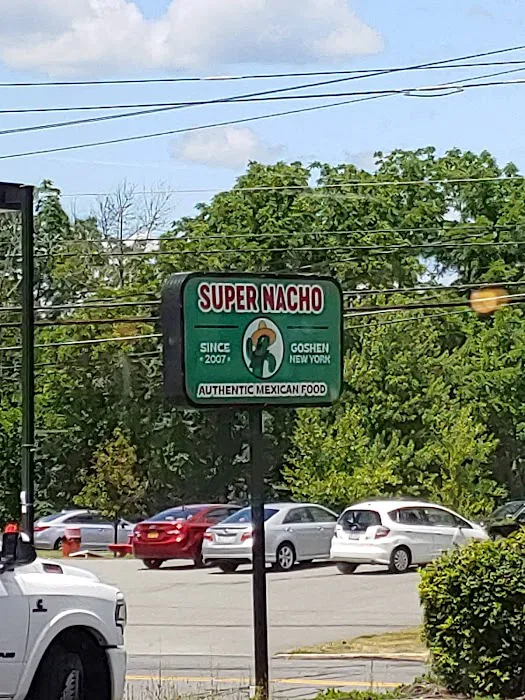 SUPER NACHO
SINCE
• 2007 •
GOSHEN
NEW YORK
AUTHENTIC MEXICAN FOOD